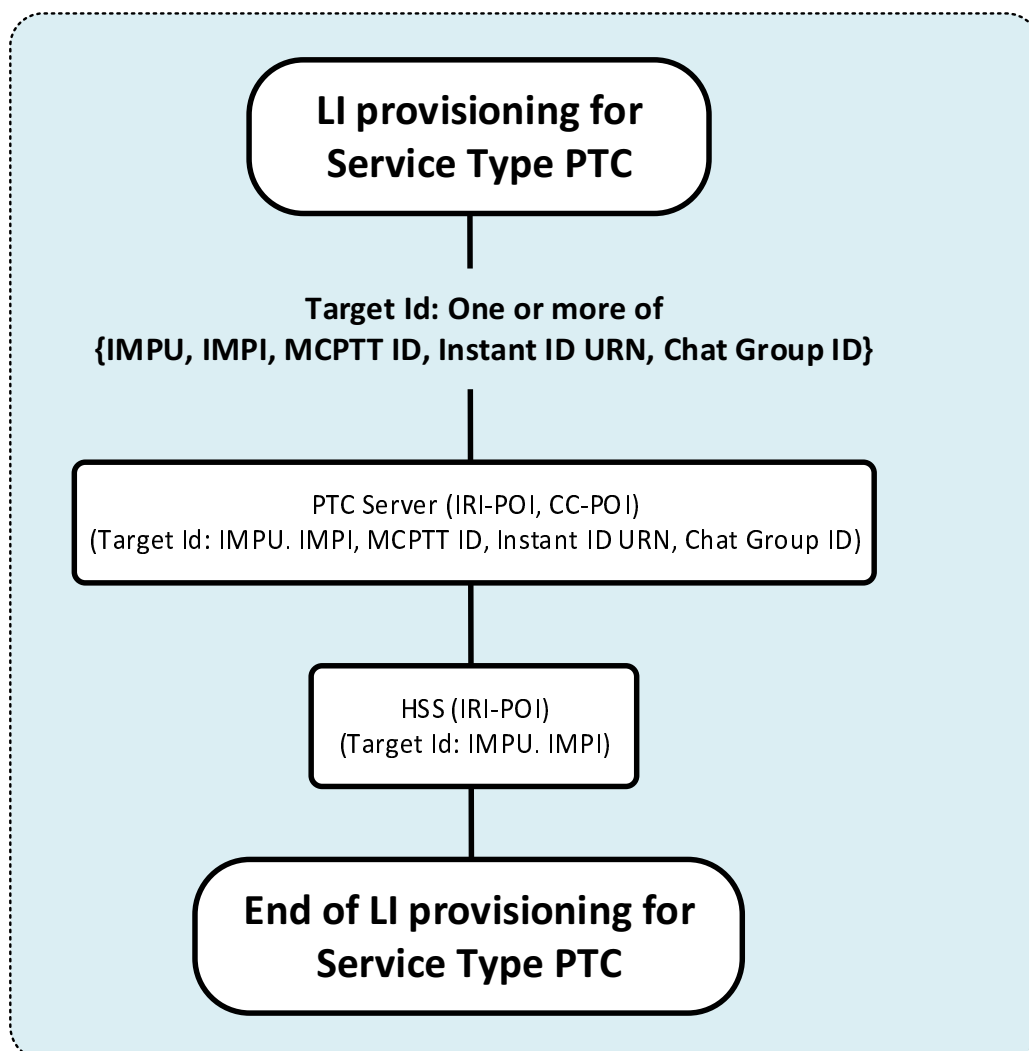 LI provisioning for
Service Type PTC
Target Id: One or more of
{IMPU, IMPI, MCPTT ID, Instant ID URN, Chat Group ID}
PTC Server (IRI-POI, CC-POI)
(Target Id: IMPU. IMPI, MCPTT ID, Instant ID URN, Chat Group ID)
HSS (IRI-POI)
(Target Id: IMPU. IMPI)
End of LI provisioning for
Service Type PTC